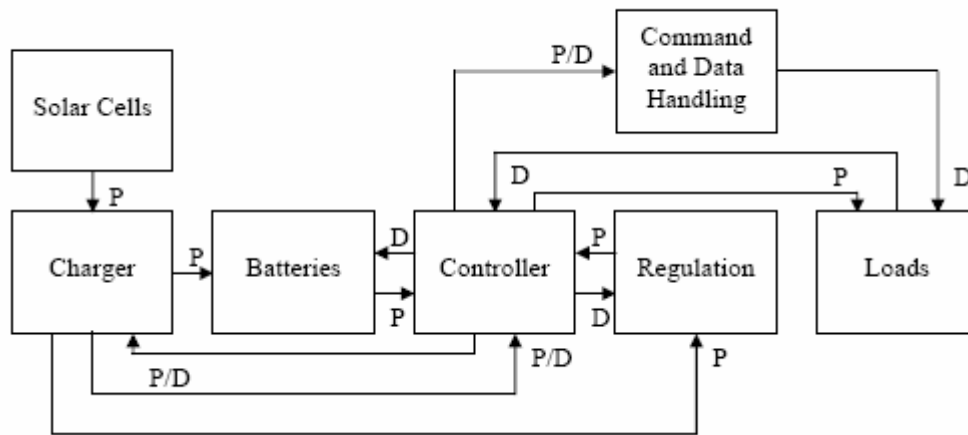 Command
and Data
Handling
P/D
Solar Cells
D
P
D
P
P
Charger
P
Batteries
D
P
Controller
P
D
Regulation
Loads
P/D
P/D
P